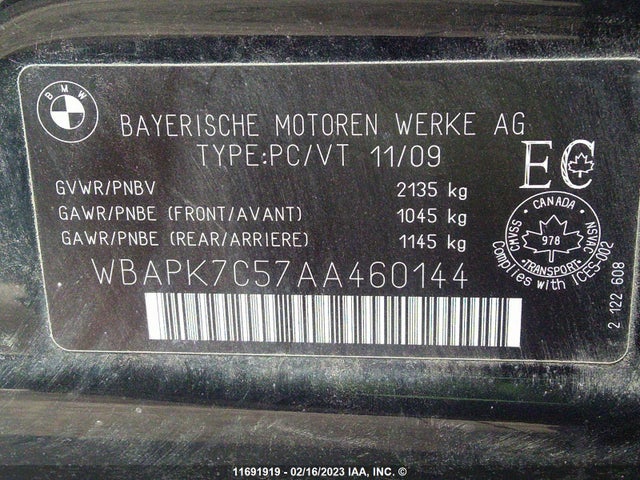 BMW
BAYERISCHE MOTOREN WERKE AG
TYPE:PC/VT 11/09
EC
GVWR/PNBV 2135 kg
GAWR/PNBE (FRONT/AVANT) 1045 kg
GAWR/PNBE (REAR/ARRIERE) 1145 kg
CANADA
CMVSS NSVAC
978
TRANSPORT
Complies with ICES-002
WBAPK7C57AA460144
2 122 608
11691919 - 02/16/2023 IAA, INC. ©